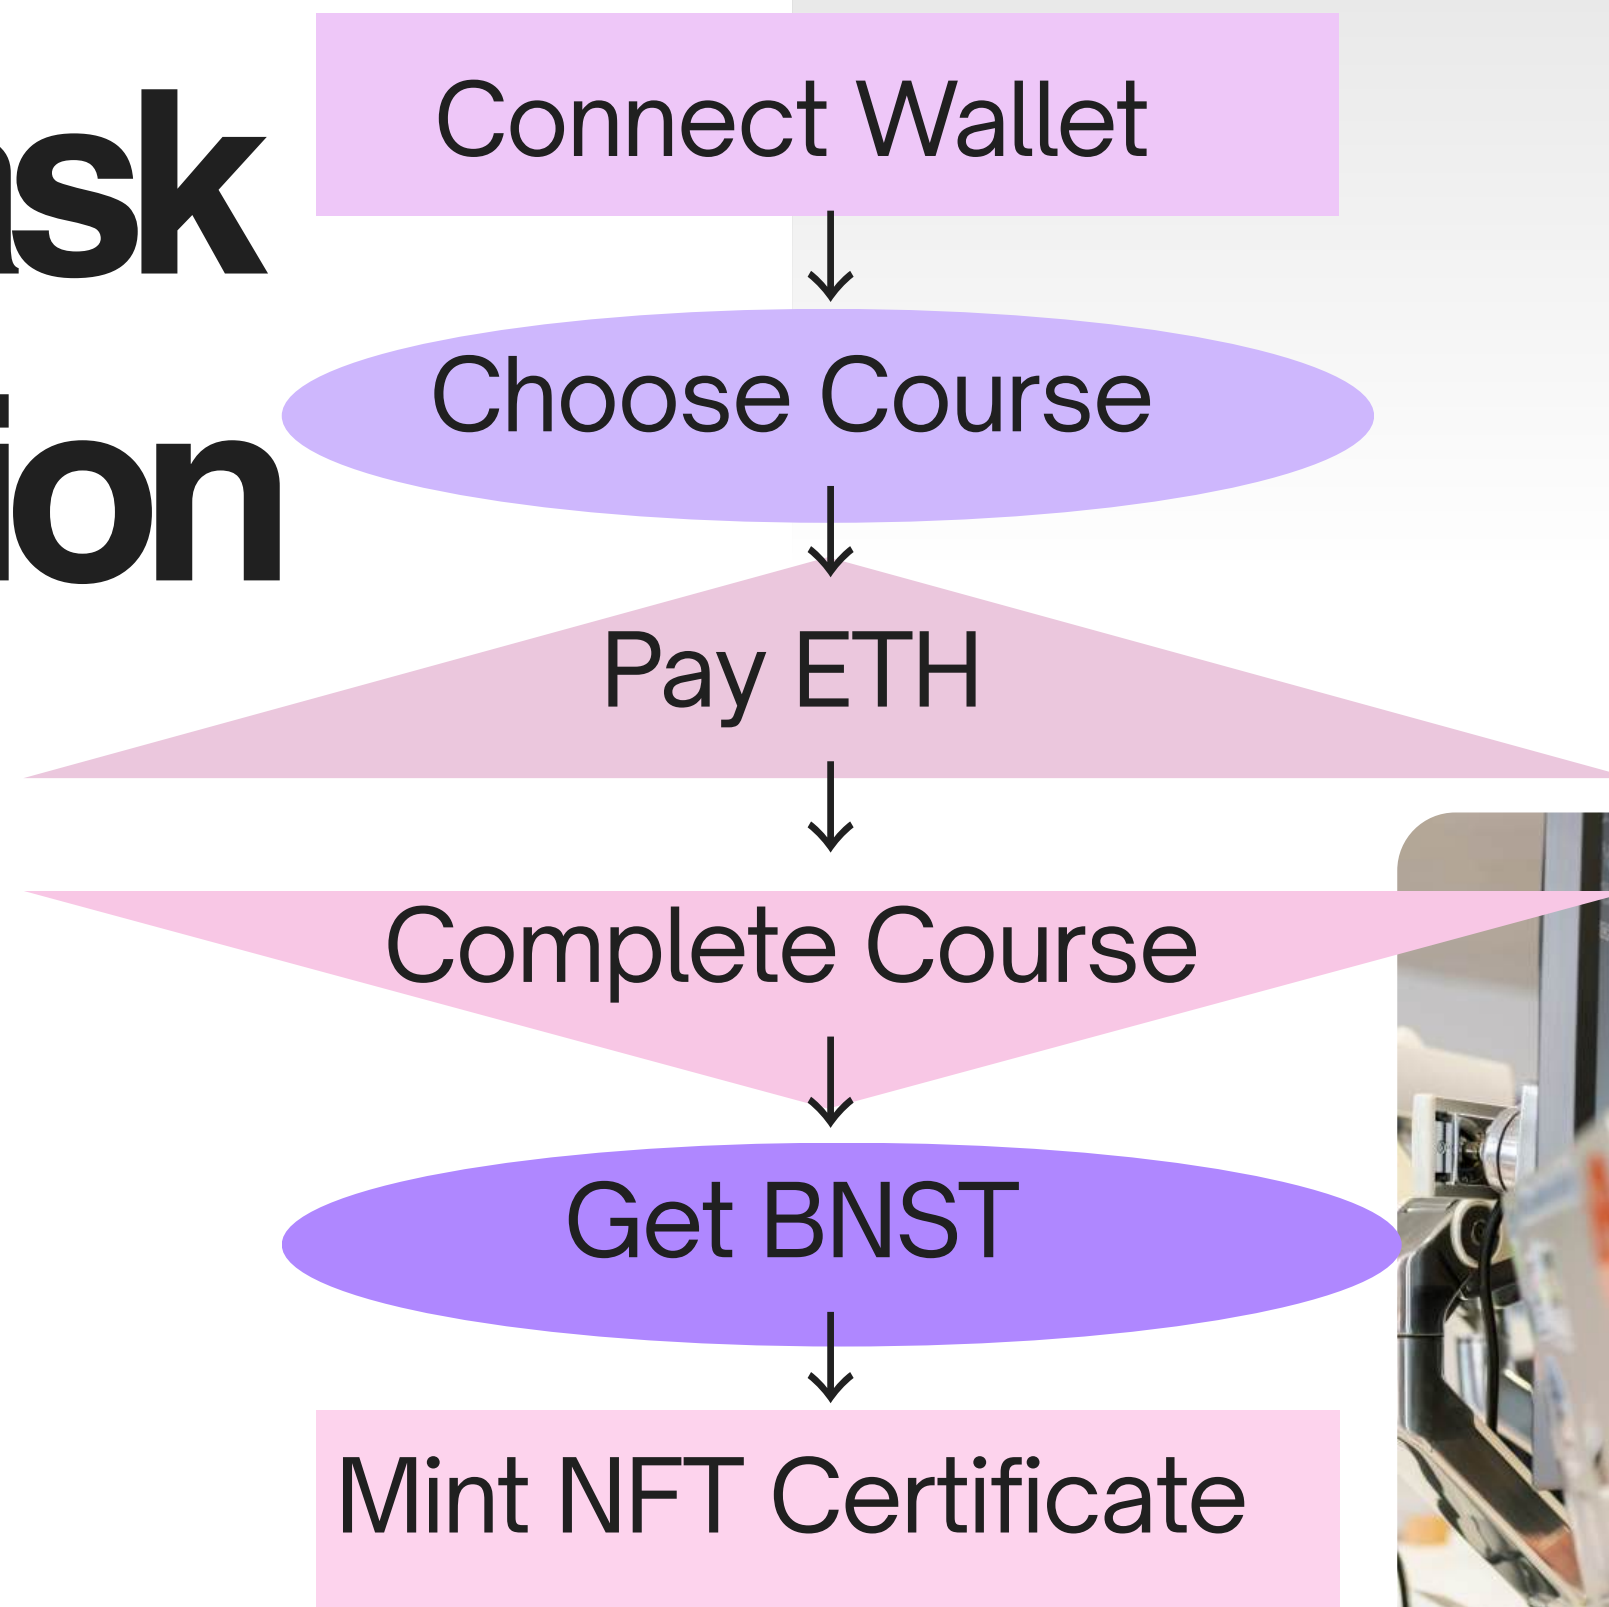 Connect Wallet
Choose Course
Pay ETH
Complete Course
Get BNST
Mint NFT Certificate